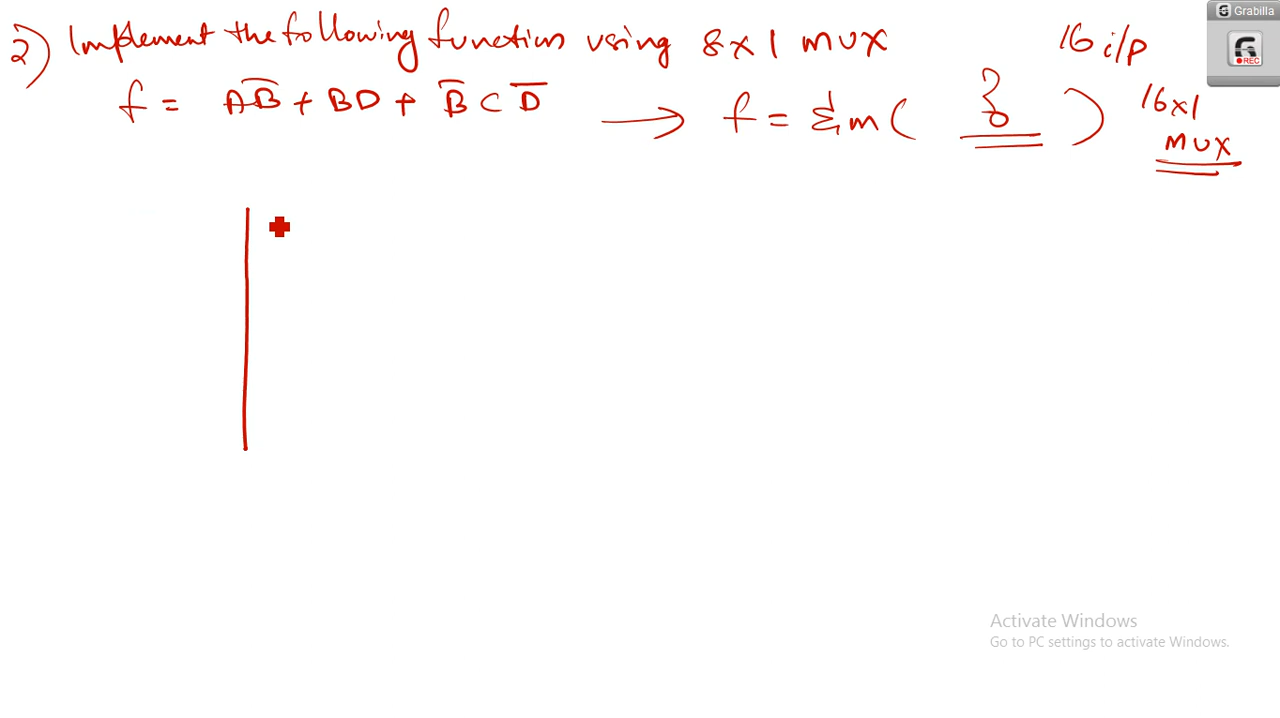 2) Implement the following function using 8x1 mux
f = AB̅ + BD + B̅CD̅ → f = Σm( ? )
16 i/p
16x1
mux
Grabilla
REC
Activate Windows
Go to PC settings to activate Windows.